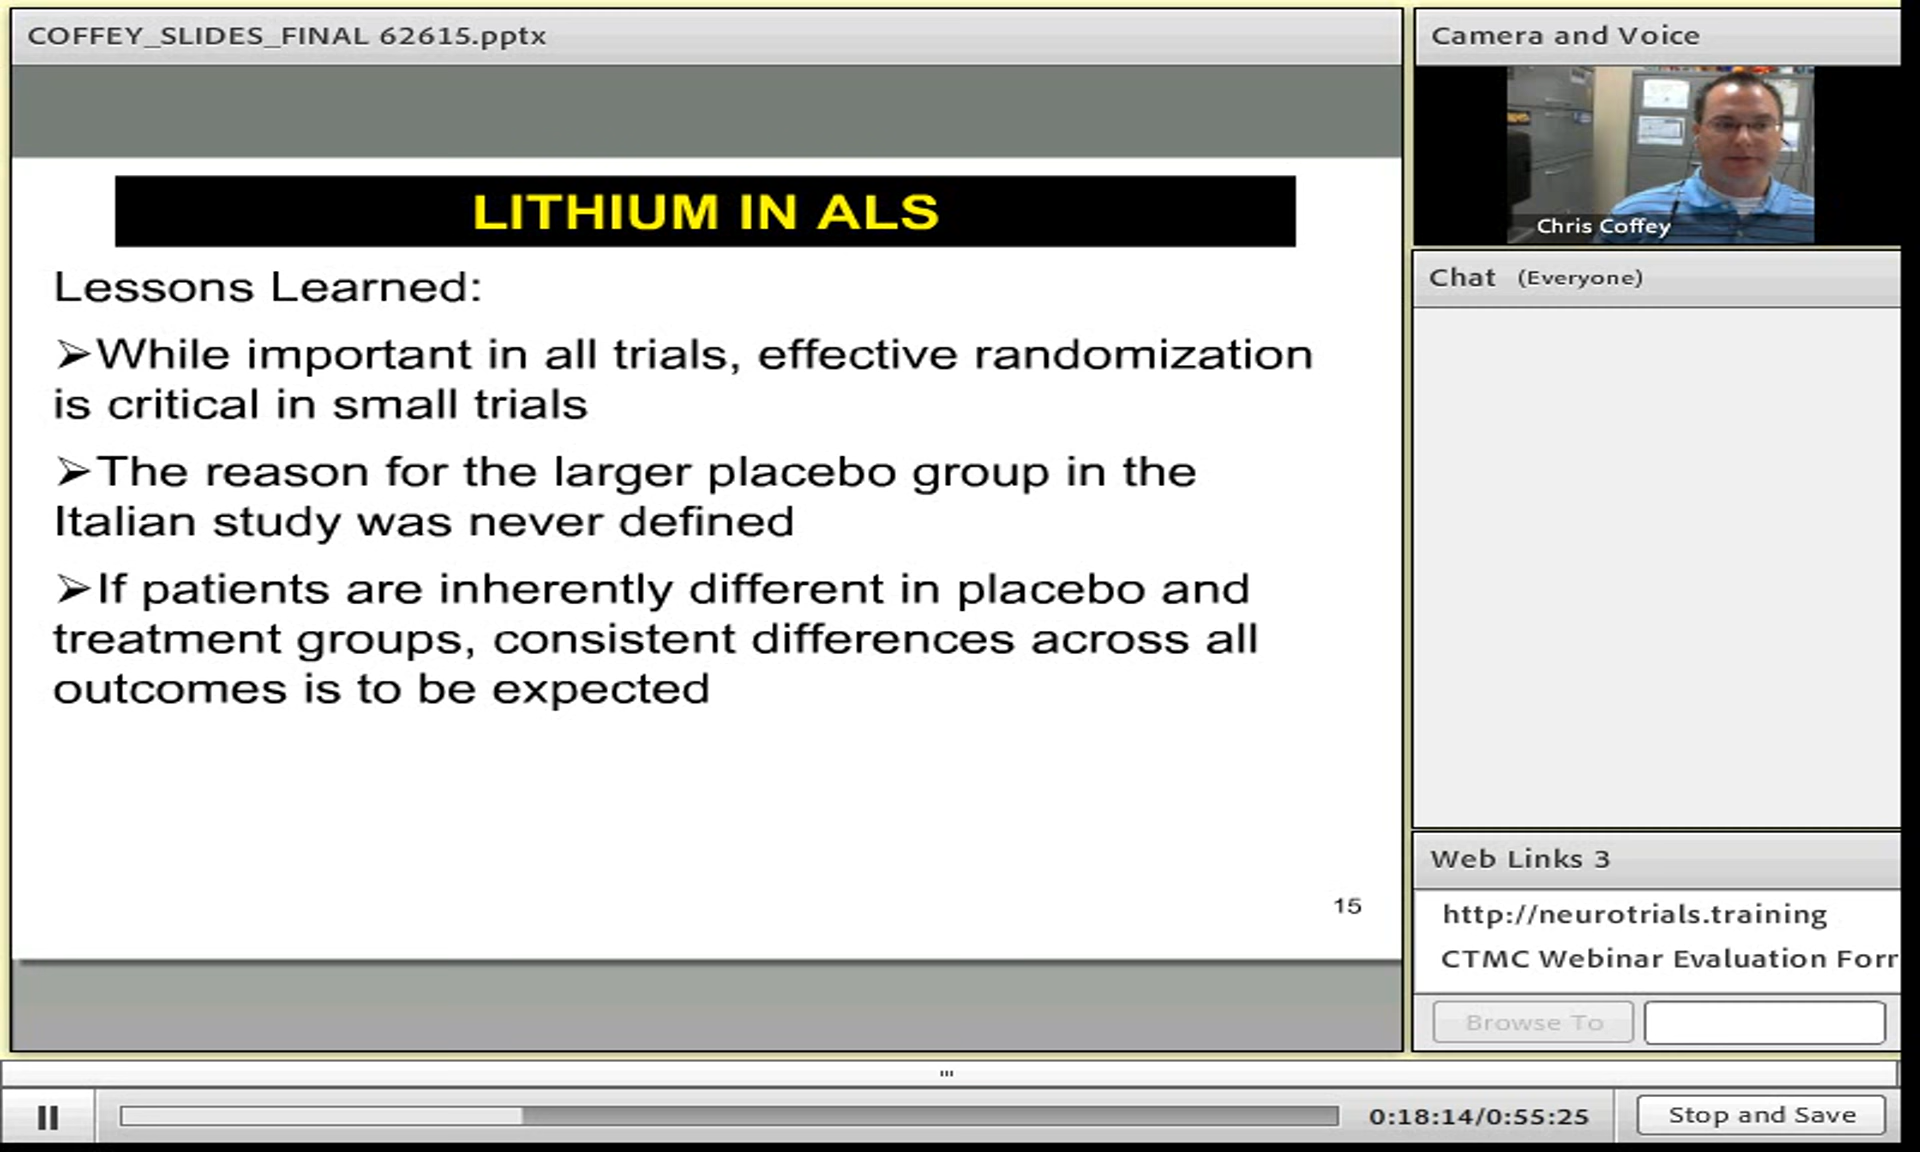 COFFEY_SLIDES_FINAL 62615.pptx
LITHIUM IN ALS
Lessons Learned:
➢While important in all trials, effective randomization
is critical in small trials
➢The reason for the larger placebo group in the
Italian study was never defined
➢If patients are inherently different in placebo and
treatment groups, consistent differences across all
outcomes is to be expected
15
Camera and Voice
Chris Coffey
Chat (Everyone)
Web Links 3
http://neurotrials.training
CTMC Webinar Evaluation Forr
Browse To
0:18:14/0:55:25
Stop and Save